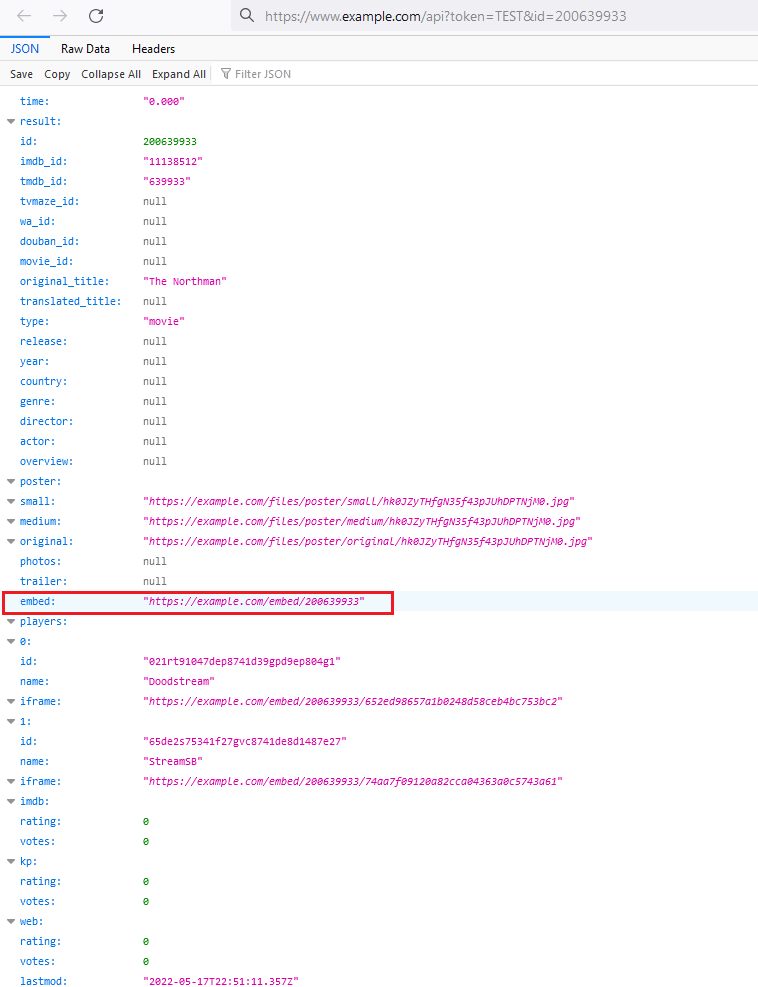 https://www.example.com/api?token=TEST&id=200639933
JSON Raw Data Headers
Save Copy Collapse All Expand All Filter JSON
time: "0.000"
result:
id: 200639933
imdb_id: "11138512"
tmdb_id: "639933"
tvmaze_id: null
wa_id: null
douban_id: null
movie_id: null
original_title: "The Northman"
translated_title: null
type: "movie"
release: null
year: null
country: null
genre: null
director: null
actor: null
overview: null
poster:
small: "https://example.com/files/poster/small/hk0JZyTHfgN35f43pJUhDPTNjM0.jpg"
medium: "https://example.com/files/poster/medium/hk0JZyTHfgN35f43pJUhDPTNjM0.jpg"
original: "https://example.com/files/poster/original/hk0JZyTHfgN35f43pJUhDPTNjM0.jpg"
photos: null
trailer: null
embed: "https://example.com/embed/200639933"
players:
0:
id: "021rt91047dep8741d39gpd9ep804g1"
name: "Doodstream"
iframe: "https://example.com/embed/200639933/652ed98657a1b0248d58ceb4bc753bc2"
1:
id: "65de2s75341f27gvc8741de8d1487e27"
name: "StreamSB"
iframe: "https://example.com/embed/200639933/74aa7f09120a82cca04363a0c5743a61"
imdb:
rating: 0
votes: 0
kp:
rating: 0
votes: 0
web:
rating: 0
votes: 0
lastmod: "2022-05-17T22:51:11.357Z"